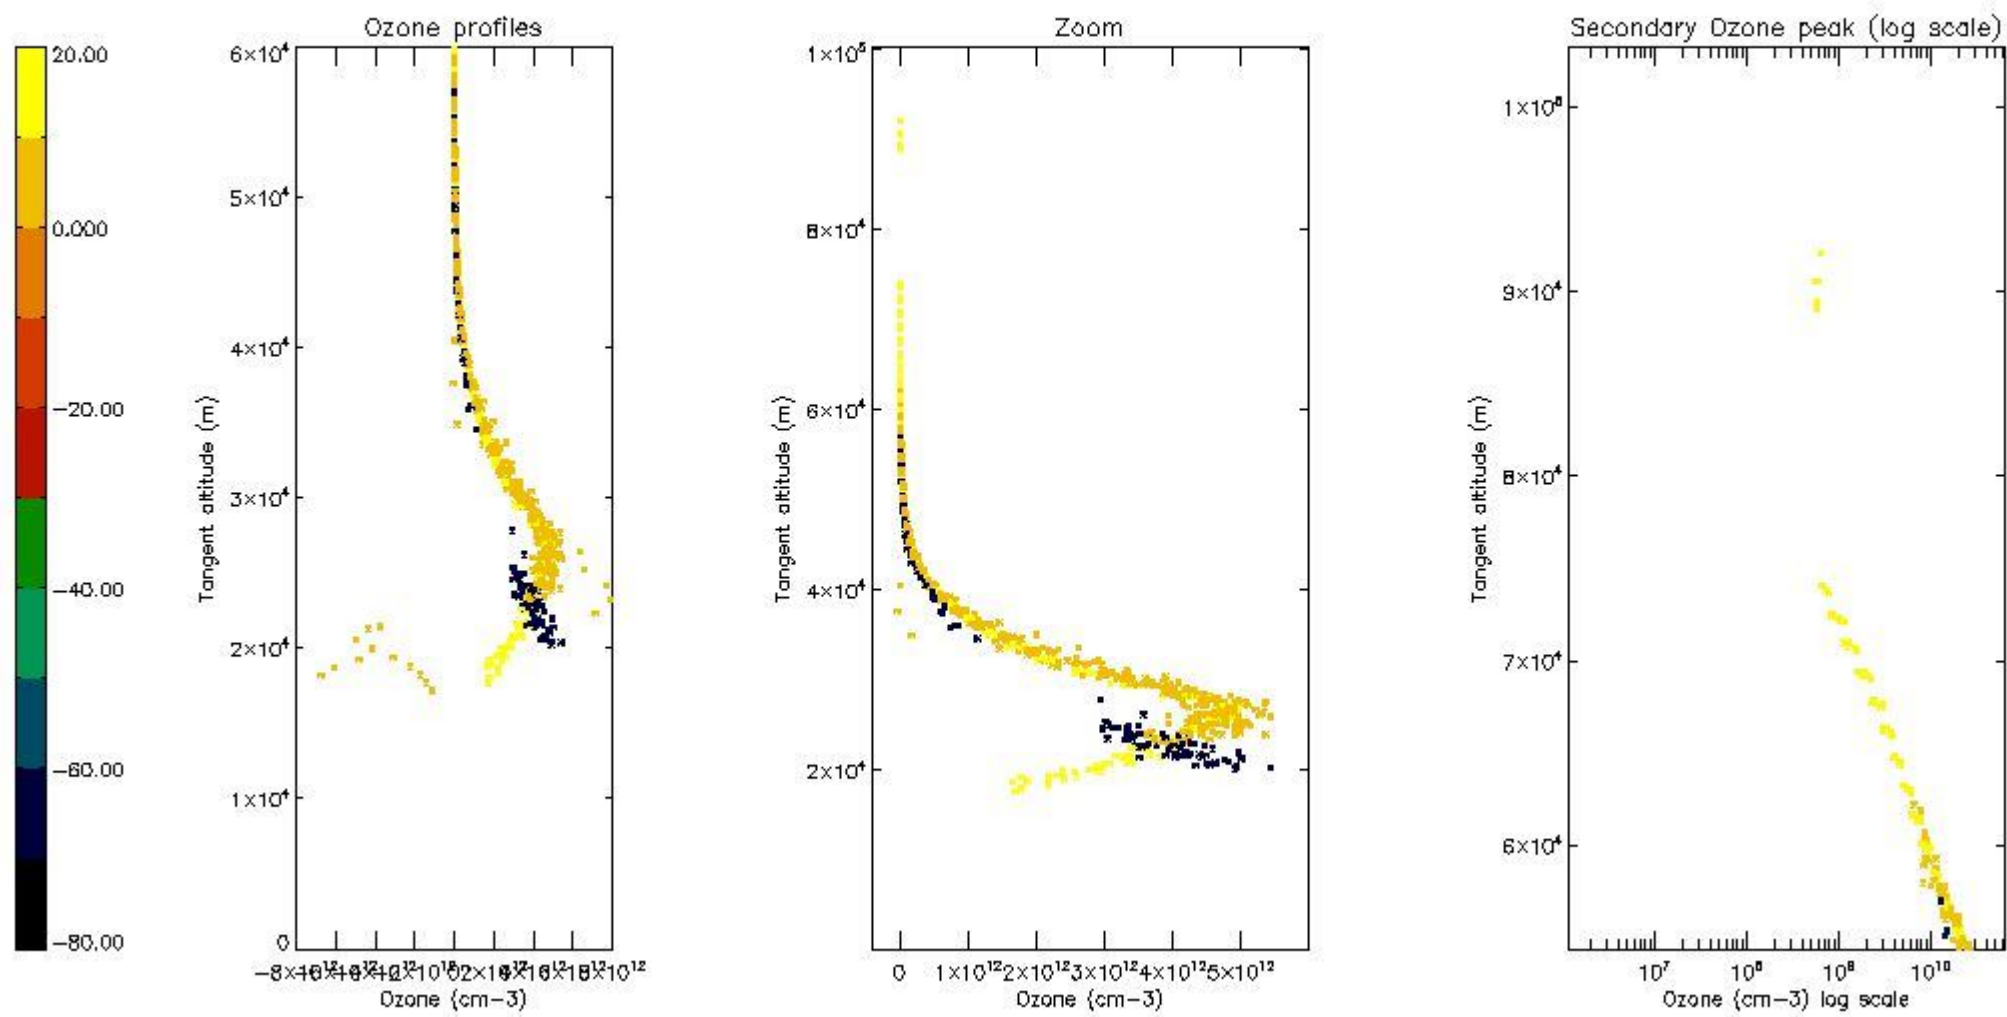 Ozone profiles
Zoom
Secondary Ozone peak (log scale)
20.00
0.000
−20.00
−40.00
−60.00
−80.00
6×10⁴
5×10⁴
4×10⁴
3×10⁴
2×10⁴
1×10⁴
0
Tangent altitude (m)
Ozone (cm−3)
1×10⁵
8×10⁴
6×10⁴
4×10⁴
2×10⁴
Tangent altitude (m)
0 1×10¹² 2×10¹² 3×10¹² 4×10¹² 5×10¹²
Ozone (cm−3)
9×10⁴
8×10⁴
7×10⁴
6×10⁴
Tangent altitude (m)
10⁷ 10⁸ 10⁹ 10¹⁰
Ozone (cm−3) log scale